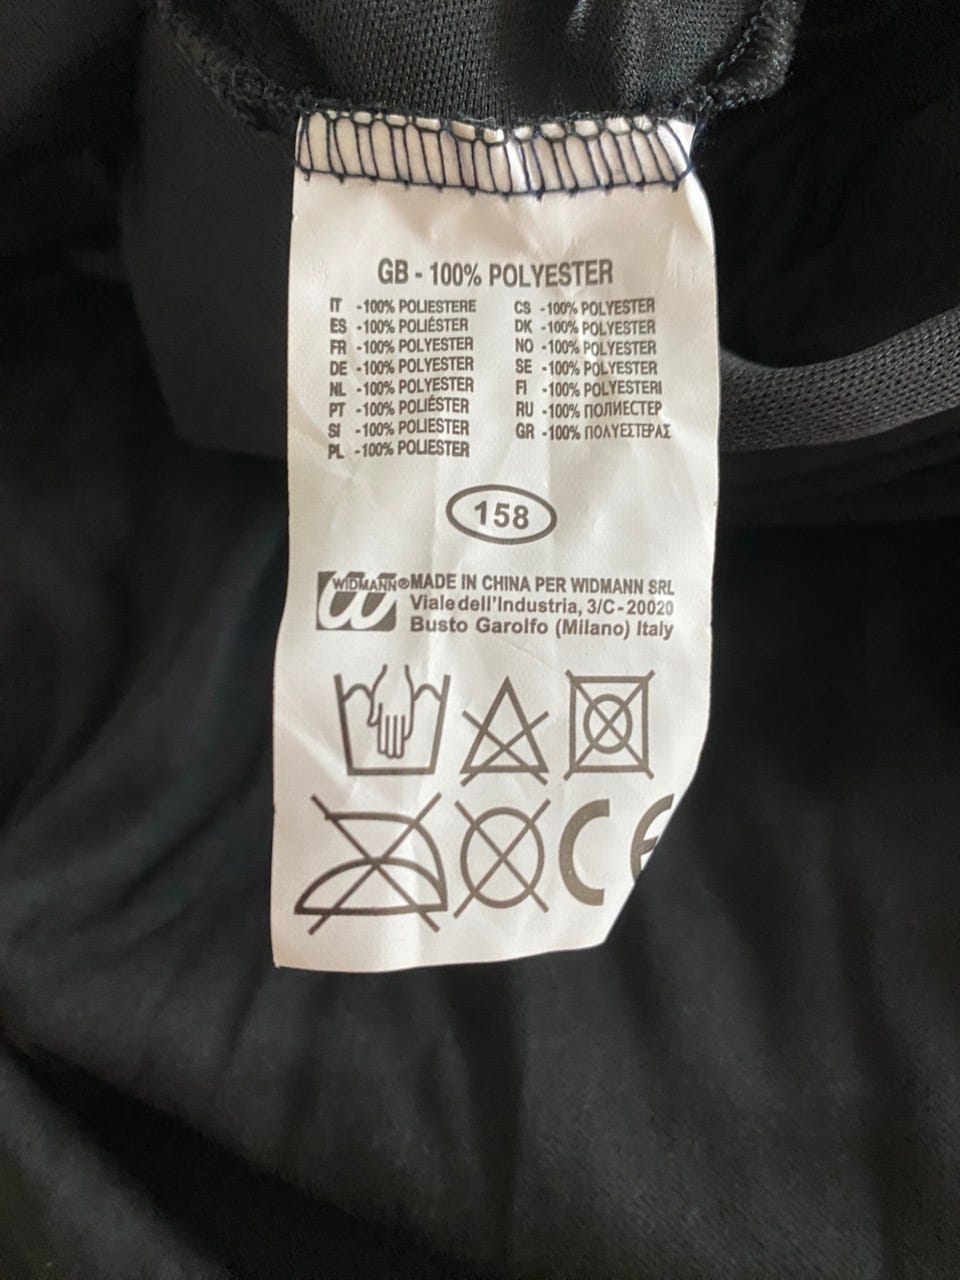 GB - 100% POLYESTER
IT -100% POLIESTERE
ES -100% POLIÉSTER
FR -100% POLYESTER
DE -100% POLYESTER
NL -100% POLYESTER
PT -100% POLIÉSTER
SI -100% POLIESTER
PL -100% POLIESTER
CS -100% POLYESTER
DK -100% POLYESTER
NO -100% POLYESTER
SE -100% POLYESTER
FI -100% POLYESTERI
RU -100% ПОЛИЕСТЕР
GR -100% ΠΟΛΥΕΣΤΕΡΑΣ
158
WIDMANN® MADE IN CHINA PER WIDMANN SRL
Viale dell'Industria, 3/C - 20020
Busto Garolfo (Milano) Italy
CE